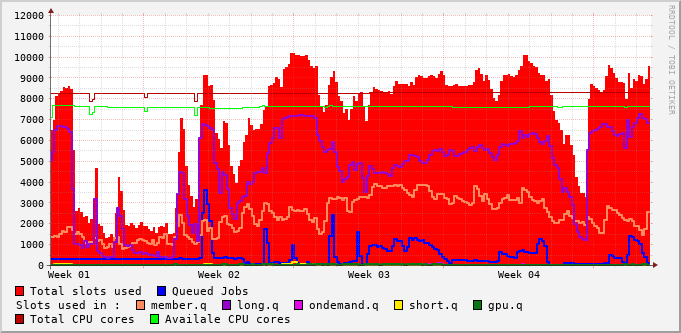 12000
11000
10000
9000
8000
7000
6000
5000
4000
3000
2000
1000
0
Week 01 Week 02 Week 03 Week 04
RRDTOOL / TOBI OETIKER
Total slots used Queued Jobs
Slots used in : member.q long.q ondemand.q short.q gpu.q
Total CPU cores Availale CPU cores